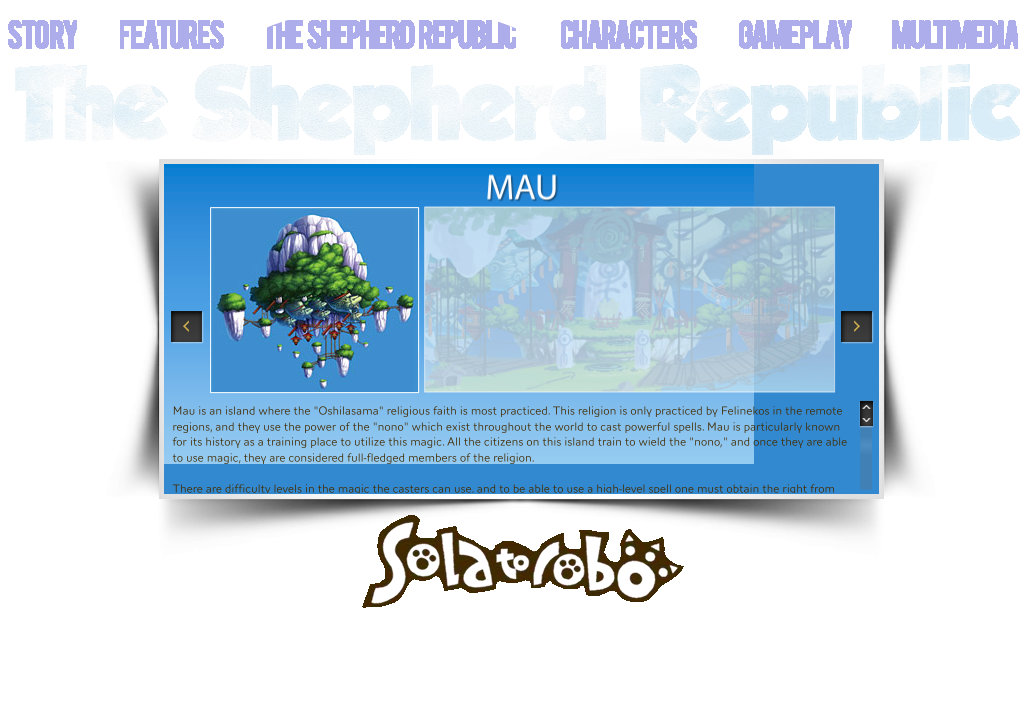 STORY FEATURES THE SHEPHERD REPUBLIC CHARACTERS GAMEPLAY MULTIMEDIA
The Shepherd Republic
MAU
Mau is an island where the "Oshilasama" religious faith is most practiced. This religion is only practiced by Felinekos in the remote
regions, and they use the power of the "nono" which exist throughout the world to cast powerful spells. Mau is particularly known
for its history as a training place to utilize this magic. All the citizens on this island train to wield the "nono," and once they are able
to use magic, they are considered full-fledged members of the religion.
There are difficulty levels in the magic the casters can use, and to be able to use a high-level spell one must obtain the right from
Solatorobo